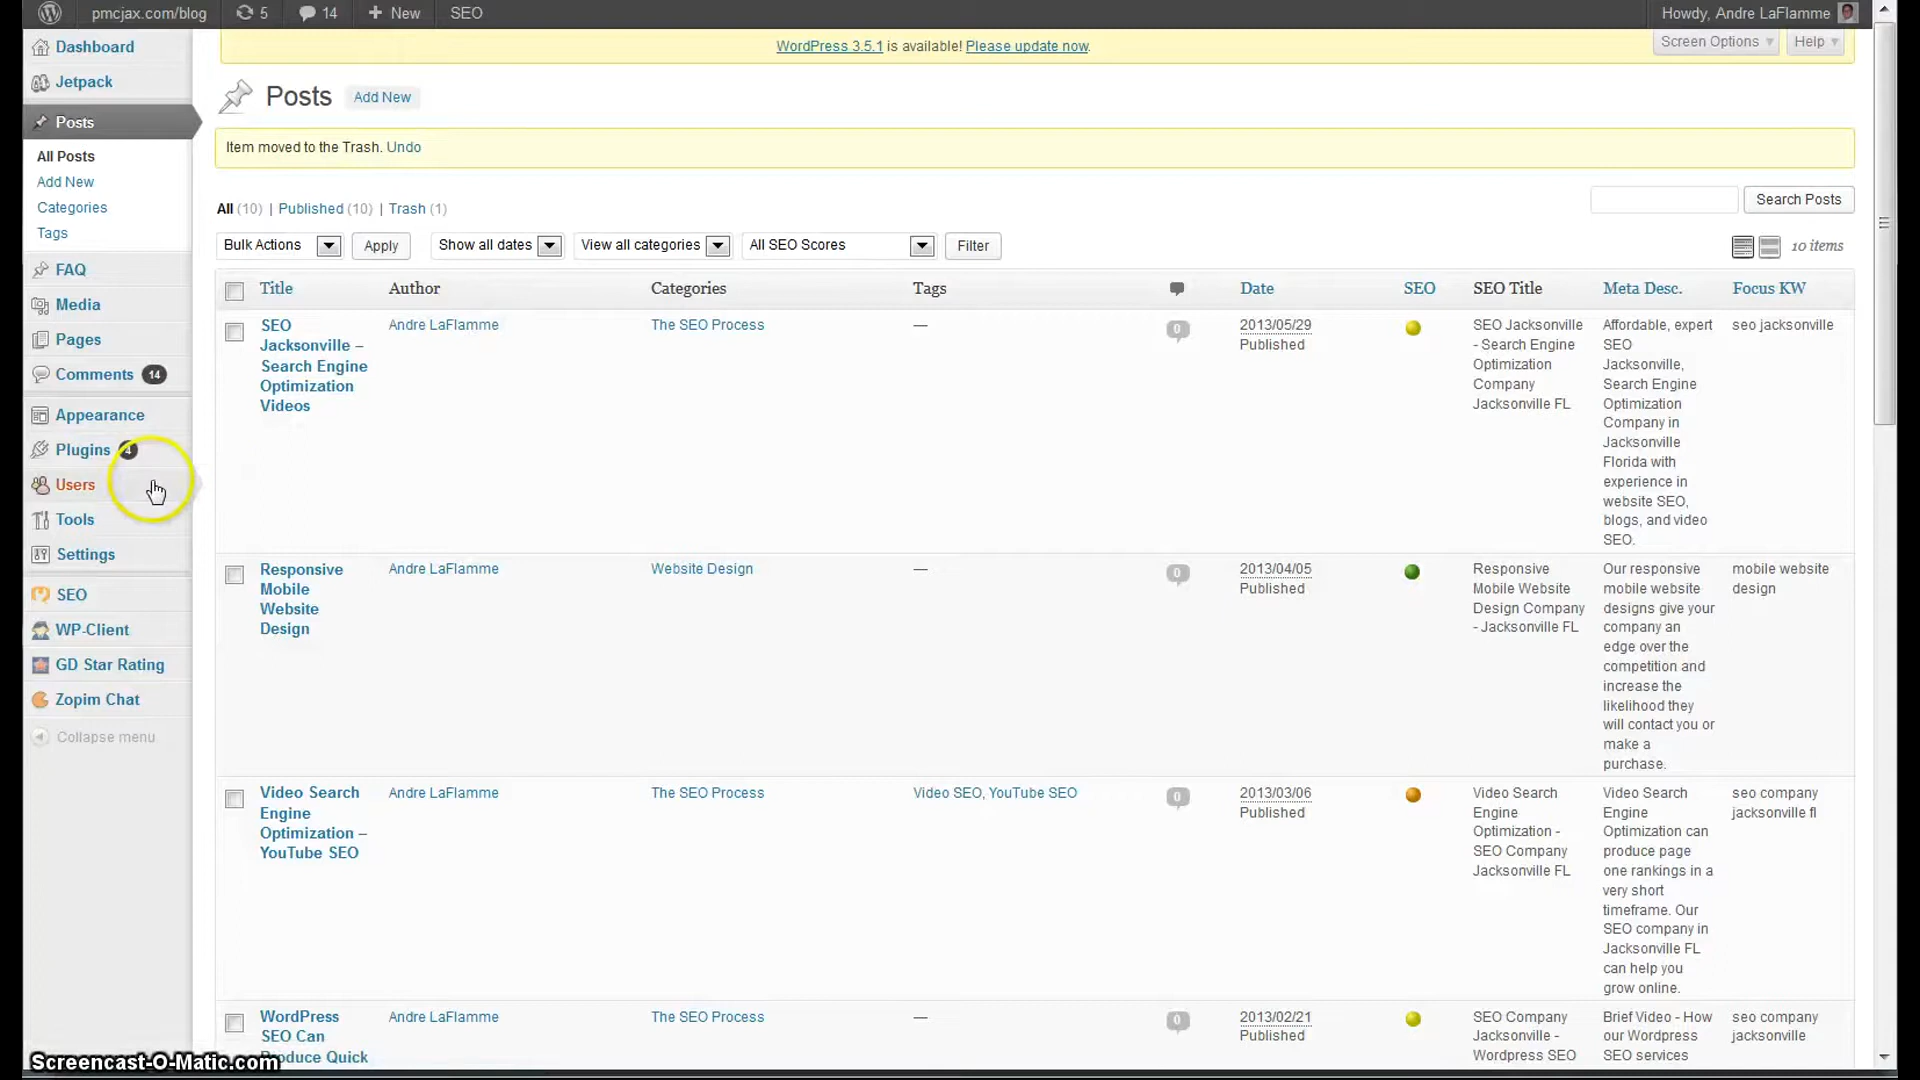 pmcjax.com/blog 5 14 + New SEO Howdy, Andre LaFlamme
WordPress 3.5.1 is available! Please update now.
Screen Options Help
Dashboard
Jetpack
Posts
All Posts
Add New
Categories
Tags
FAQ
Media
Pages
Comments 14
Appearance
Plugins 4
Users
Tools
Settings
SEO
WP-Client
GD Star Rating
Zopim Chat
Collapse menu
Posts Add New
Item moved to the Trash. Undo
All (10) | Published (10) | Trash (1)
Search Posts
Bulk Actions Apply Show all dates View all categories All SEO Scores Filter
10 items
Title Author Categories Tags Date SEO SEO Title Meta Desc. Focus KW
SEO
Jacksonville –
Search Engine
Optimization
Videos
Andre LaFlamme
The SEO Process
—
0
2013/05/29
Published
SEO Jacksonville
- Search Engine
Optimization
Company
Jacksonville FL
Affordable, expert
SEO
Jacksonville,
Search Engine
Optimization
Company in
Jacksonville
Florida with
experience in
website SEO,
blogs, and video
SEO.
seo jacksonville
Responsive
Mobile
Website
Design
Andre LaFlamme
Website Design
—
0
2013/04/05
Published
Responsive
Mobile Website
Design Company
- Jacksonville FL
Our responsive
mobile website
designs give your
company an
edge over the
competition and
increase the
likelihood they
will contact you or
make a
purchase.
mobile website
design
Video Search
Engine
Optimization –
YouTube SEO
Andre LaFlamme
The SEO Process
Video SEO, YouTube SEO
0
2013/03/06
Published
Video Search
Engine
Optimization -
SEO Company
Jacksonville FL
Video Search
Engine
Optimization can
produce page
one rankings in a
very short
timeframe. Our
SEO company in
Jacksonville FL
can help you
grow online.
seo company
jacksonville fl
WordPress
SEO Can
Produce Quick
Andre LaFlamme
The SEO Process
—
0
2013/02/21
Published
SEO Company
Jacksonville -
Wordpress SEO
Brief Video - How
our Wordpress
SEO services
seo company
jacksonville
Screencast-O-Matic.com